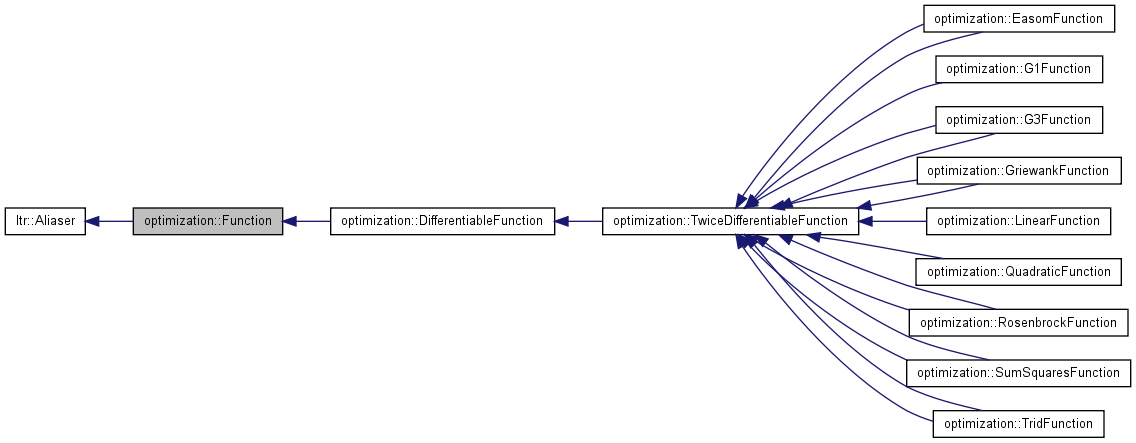 ltr::Aliaser
optimization::Function
optimization::DifferentiableFunction
optimization::TwiceDifferentiableFunction
optimization::EasomFunction
optimization::G1Function
optimization::G3Function
optimization::GriewankFunction
optimization::LinearFunction
optimization::QuadraticFunction
optimization::RosenbrockFunction
optimization::SumSquaresFunction
optimization::TridFunction